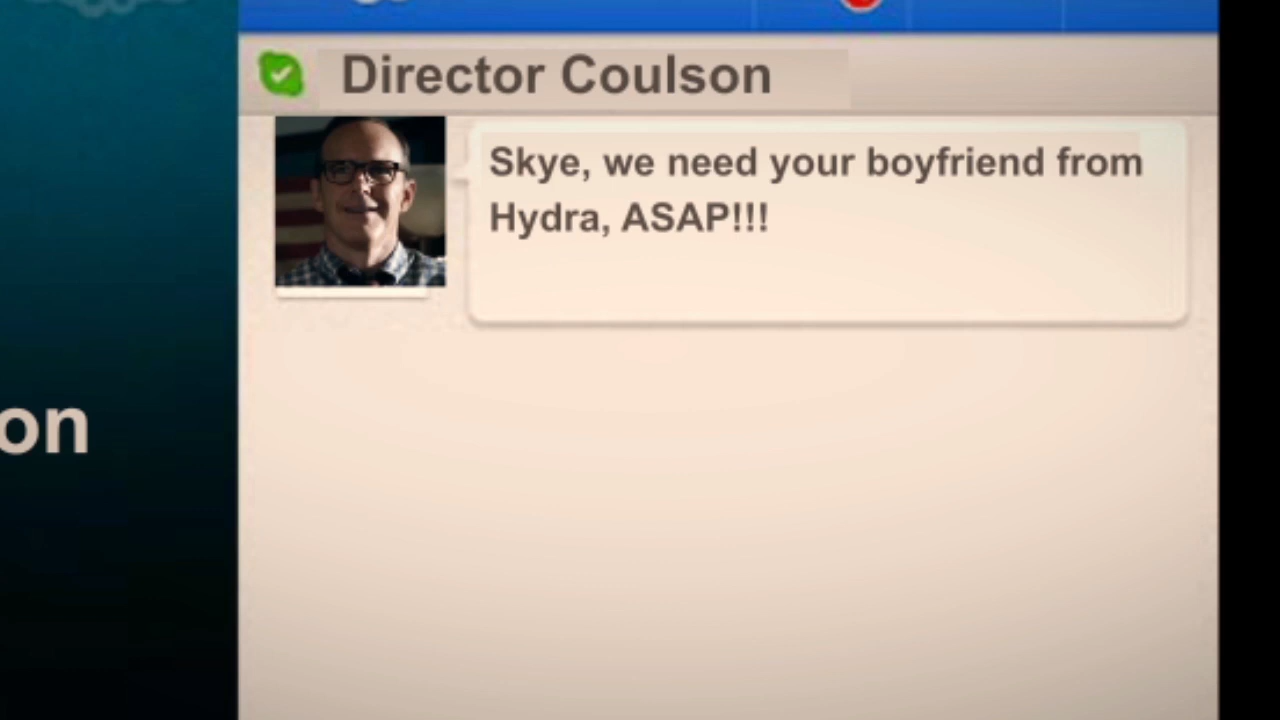 Director Coulson
Skye, we need your boyfriend from
Hydra, ASAP!!!
on